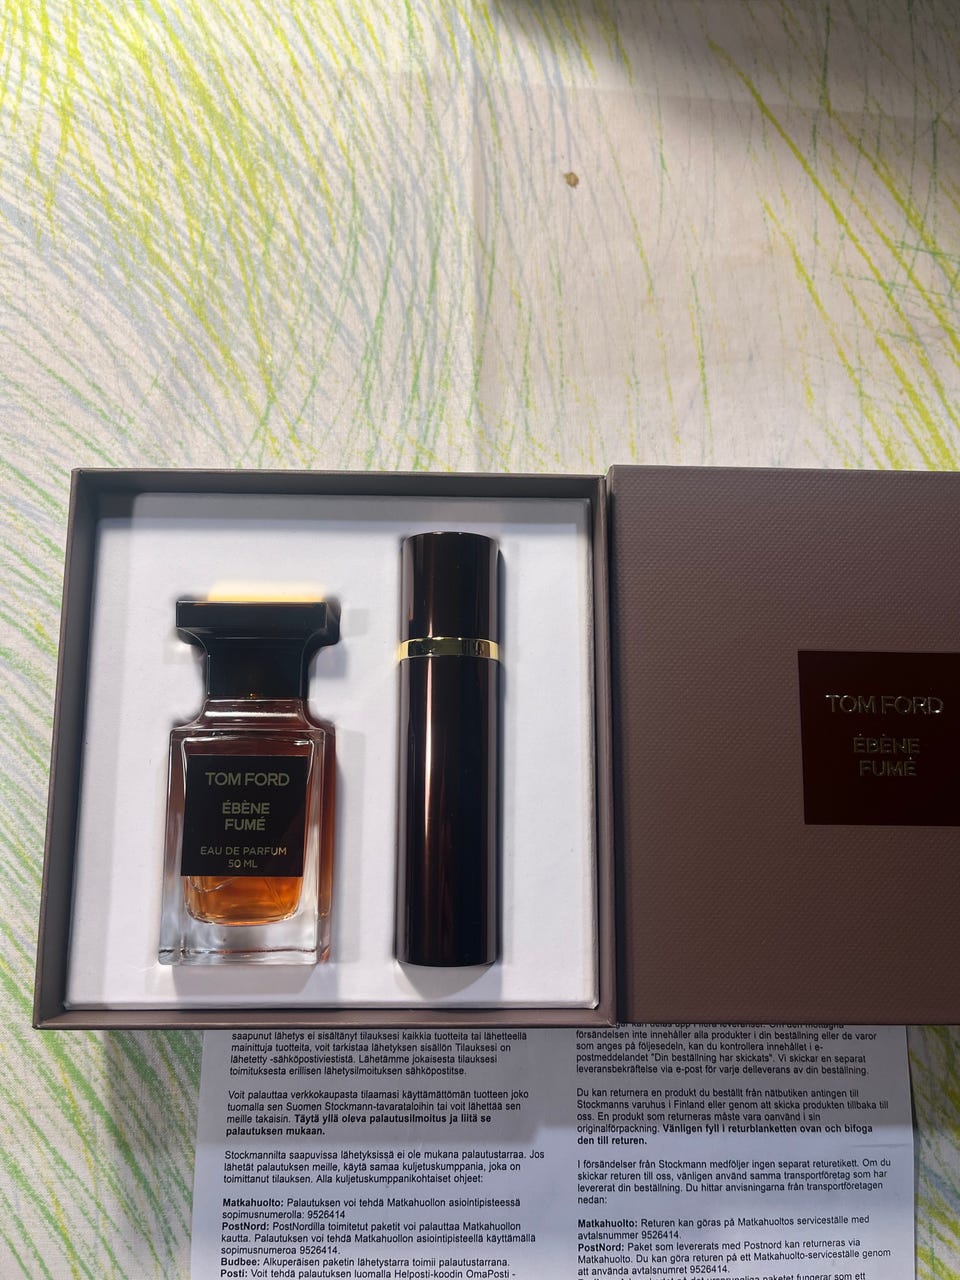 TOM FORD
ÉBÈNE
FUMÉ
EAU DE PARFUM
50 ML
TOM FORD
ÉBÈNE
FUMÉ
saapunut lähetys ei sisältänyt tilauksesi kaikkia tuotteita tai lähetteellä
mainittuja tuotteita, voit tarkistaa lähetyksen sisällön Tilauksesi on
lähetetty -sähköpostiviestistä. Lähetämme jokaisesta tilauksesi
toimituksesta erillisen lähetysilmoituksen sähköpostitse.
Voit palauttaa verkkokaupasta tilaamasi käyttämättömän tuotteen joko
tuomalla sen Suomen Stockmann-tavarataloihin tai voit lähettää sen
meille takaisin. Täytä yllä oleva palautusilmoitus ja liitä se
palautuksen mukaan.
Stockmannilta saapuvissa lähetyksissä ei ole mukana palautustarraa. Jos
lähetät palautuksen meille, käytä samaa kuljetuskumppania, joka on
toimittanut tilauksen. Alla kuljetuskumppanikohtaiset ohjeet:
Matkahuolto: Palautuksen voi tehdä Matkahuollon asiointipisteessä
sopimusnumerolla: 9526414
PostNord: PostNordilla toimitetut paketit voi palauttaa Matkahuollon
kautta. Palautuksen voi tehdä Matkahuollon asiointipisteellä käyttämällä
sopimusnumeroa 9526414.
Budbee: Alkuperäisen paketin lähetystarra toimii palautustarrana.
Posti: Voit tehdä palautuksen luomalla Helposti-koodin OmaPosti -
försändelsen inte innehåller alla produkter i din beställning eller de varor
som anges på följesedeln, kan du kontrollera innehållet i e-
postmeddelandet "Din beställning har skickats". Vi skickar en separat
leveransbekräftelse via e-post för varje delleverans av din beställning.
Du kan returnera en produkt du beställt från nätbutiken antingen till
Stockmanns varuhus i Finland eller genom att skicka produkten tillbaka till
oss. En produkt som returneras måste vara oanvänd i sin
originalförpackning. Vänligen fyll i returblanketten ovan och bifoga
den till returen.
I försändelser från Stockmann medföljer ingen separat returetikett. Om du
skickar returen till oss, vänligen använd samma transportföretag som har
levererat din beställning. Du hittar anvisningarna från transportföretagen
nedan:
Matkahuolto: Returen kan göras på Matkahuoltos serviceställe med
avtalsnummer 9526414.
PostNord: Paket som levererats med Postnord kan returneras via
Matkahuolto. Du kan göra returen på ett Matkahuolto-serviceställe genom
att använda avtalsnumret 9526414.